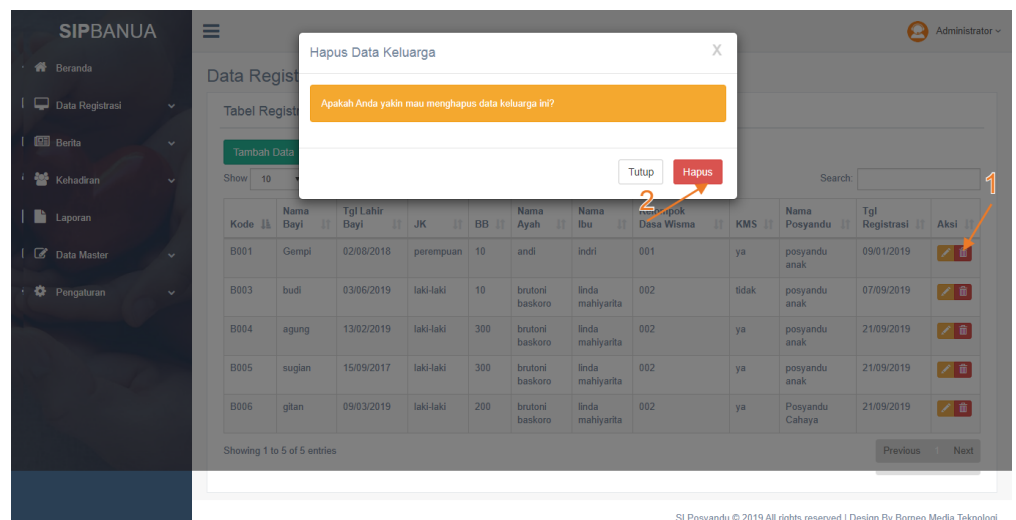 SIPBANUA
Administrator
Beranda
Data Registrasi
Berita
Kehadiran
Laporan
Data Master
Pengaturan
Hapus Data Keluarga X
Apakah Anda yakin mau menghapus data keluarga ini?
Tutup Hapus
Data Regist
Tabel Regist
Tambah Data
Show 10 Search:
1
2
Kode Nama Bayi Tgl Lahir Bayi JK BB Nama Ayah Nama Ibu Kelompok Dasa Wisma KMS Nama Posyandu Tgl Registrasi Aksi
B001 Gempi 02/08/2018 perempuan 10 andi indri 001 ya posyandu anak 09/01/2019
B003 budi 03/06/2019 laki-laki 10 brutoni baskoro linda mahiyarita 002 tidak posyandu anak 07/09/2019
B004 agung 13/02/2019 laki-laki 300 brutoni baskoro linda mahiyarita 002 ya posyandu anak 21/09/2019
B005 sugian 15/09/2017 laki-laki 300 brutoni baskoro linda mahiyarita 002 ya posyandu anak 21/09/2019
B006 gitan 09/03/2019 laki-laki 200 brutoni baskoro linda mahiyarita 002 ya Posyandu Cahaya 21/09/2019
Showing 1 to 5 of 5 entries
Previous 1 Next
SI Posyandu © 2019 All rights reserved | Design By Borneo Media Teknologi